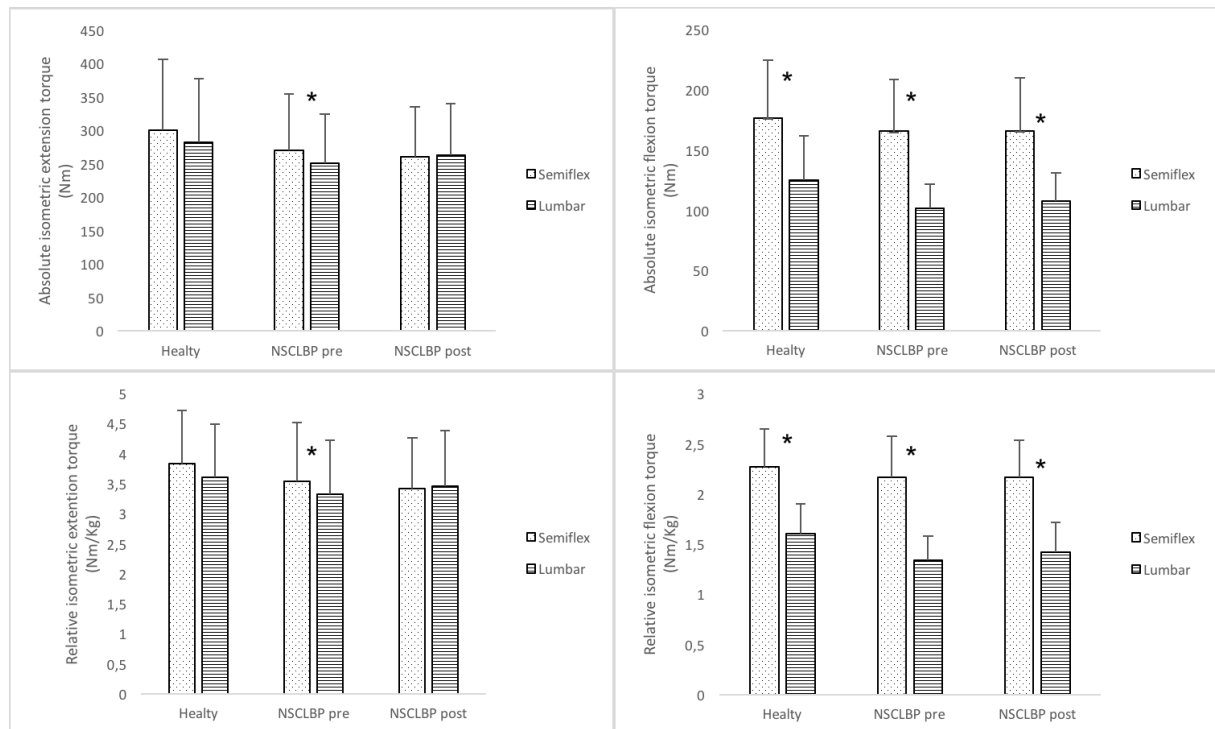 Absolute isometric extension torque
(Nm)
450
400
350
300
250
200
150
100
50
0
*
Healty
NSCLBP pre
NSCLBP post
Semiflex
Lumbar
Absolute isometric flexion torque
(Nm)
250
200
150
100
50
0
*
*
*
Healty
NSCLBP pre
NSCLBP post
Semiflex
Lumbar
Relative isometric extention torque
(Nm/Kg)
5
4,5
4
3,5
3
2,5
2
1,5
1
0,5
0
*
Healty
NSCLBP pre
NSCLBP post
Semiflex
Lumbar
Relative isometric flexion torque
(Nm/Kg)
3
2,5
2
1,5
1
0,5
0
*
*
*
Healty
NSCLBP pre
NSCLBP post
Semiflex
Lumbar